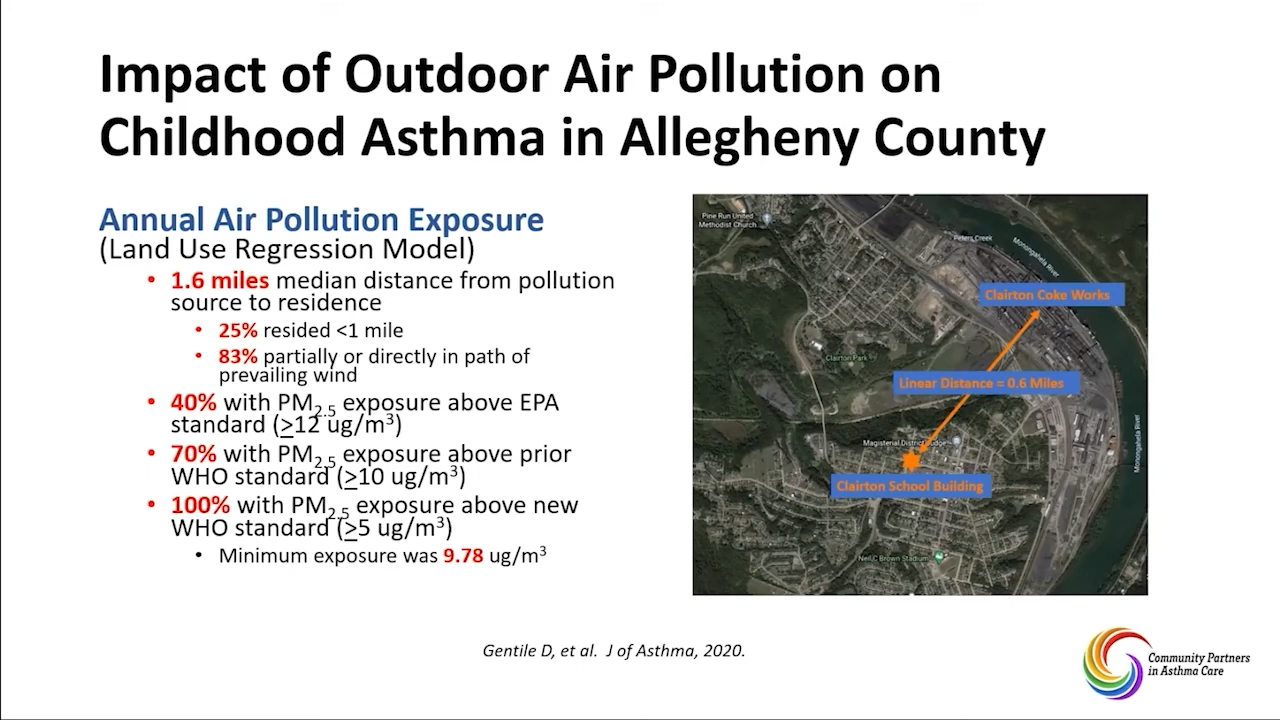 Impact of Outdoor Air Pollution on
Childhood Asthma in Allegheny County
Annual Air Pollution Exposure
(Land Use Regression Model)
• 1.6 miles median distance from pollution
source to residence
• 25% resided <1 mile
• 83% partially or directly in path of
prevailing wind
• 40% with PM2.5 exposure above EPA
standard (>12 ug/m³)
• 70% with PM2.5 exposure above prior
WHO standard (>10 ug/m³)
• 100% with PM2.5 exposure above new
WHO standard (>5 ug/m³)
• Minimum exposure was 9.78 ug/m³
Pine Run United
Methodist Church
Peters Creek
Monongahela River
Clairton Coke Works
Clairton Park
Linear Distance = 0.6 Miles
Monongahela River
Magisterial District Judge
Clairton School Building
Neil C Brown Stadium
Gentile D, et al. J of Asthma, 2020.
Community Partners
in Asthma Care